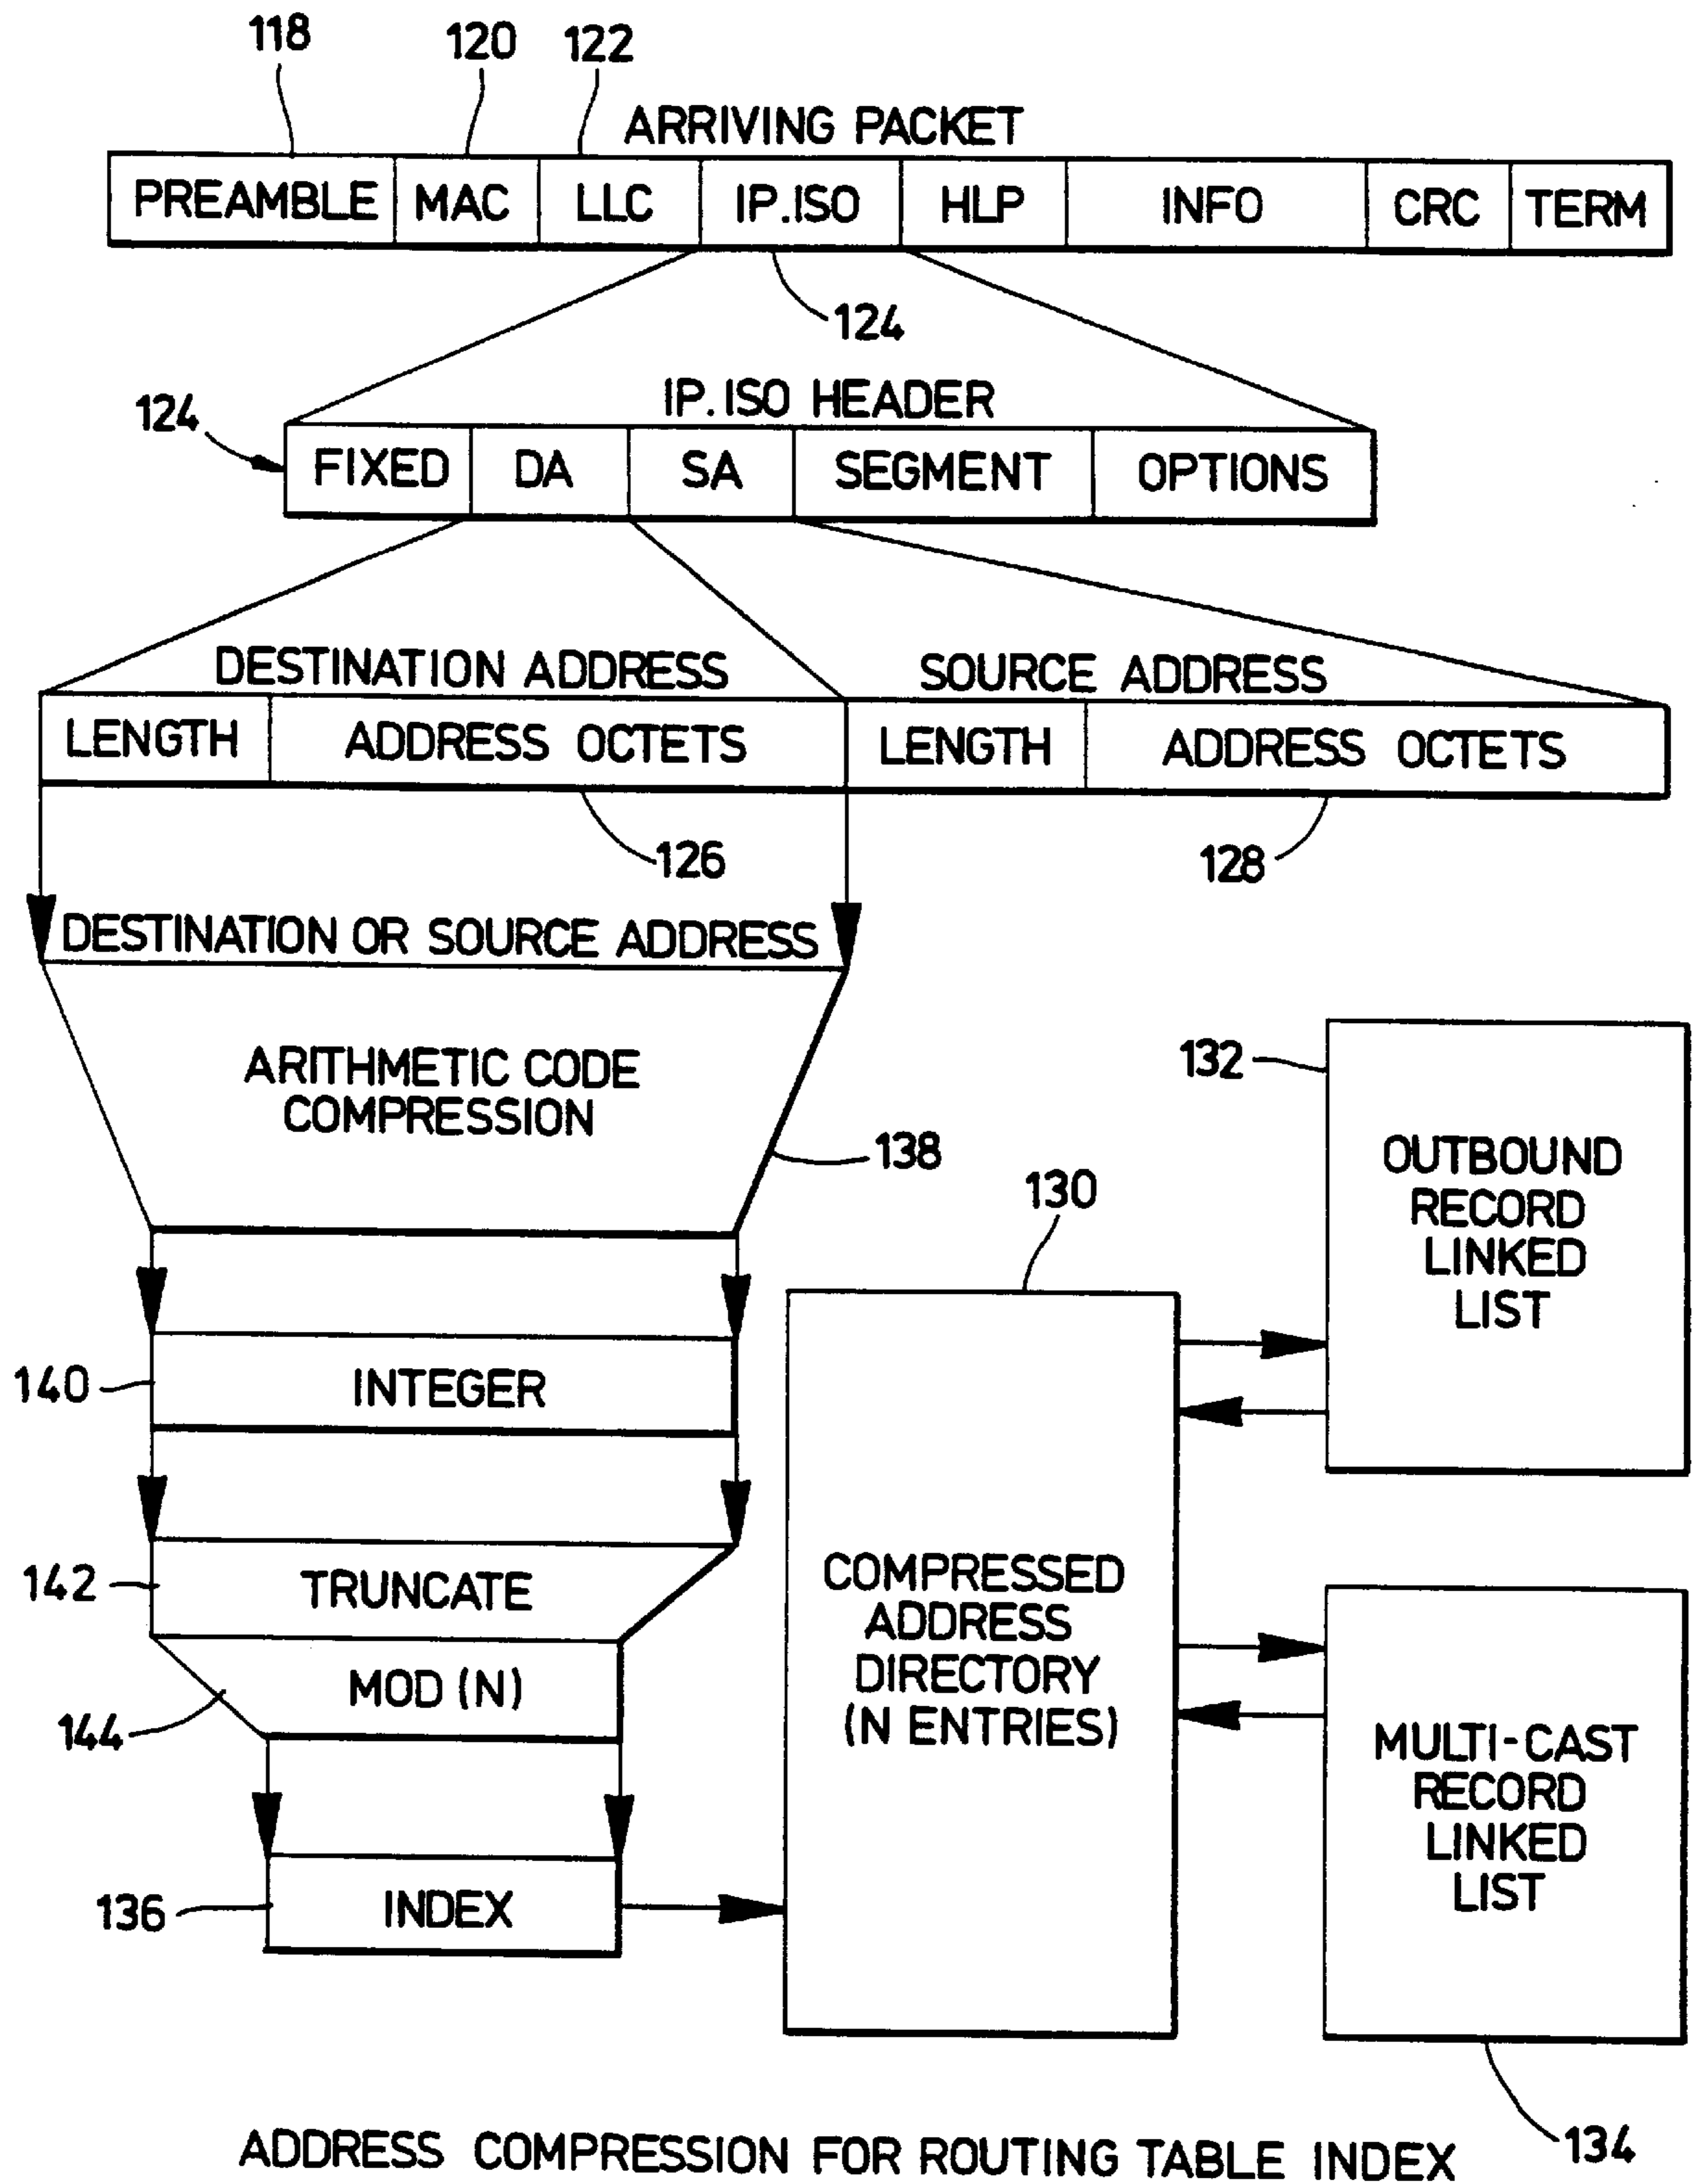 118 120 122
ARRIVING PACKET
PREAMBLE MAC LLC IP.ISO HLP INFO CRC TERM
124
IP.ISO HEADER
124
FIXED DA SA SEGMENT OPTIONS
DESTINATION ADDRESS SOURCE ADDRESS
LENGTH ADDRESS OCTETS LENGTH ADDRESS OCTETS
126 128
DESTINATION OR SOURCE ADDRESS
ARITHMETIC CODE
COMPRESSION
138
140
INTEGER
142
TRUNCATE
MOD (N)
144
136
INDEX
130
COMPRESSED
ADDRESS
DIRECTORY
(N ENTRIES)
132
OUTBOUND
RECORD
LINKED
LIST
MULTI-CAST
RECORD
LINKED
LIST
134
ADDRESS COMPRESSION FOR ROUTING TABLE INDEX